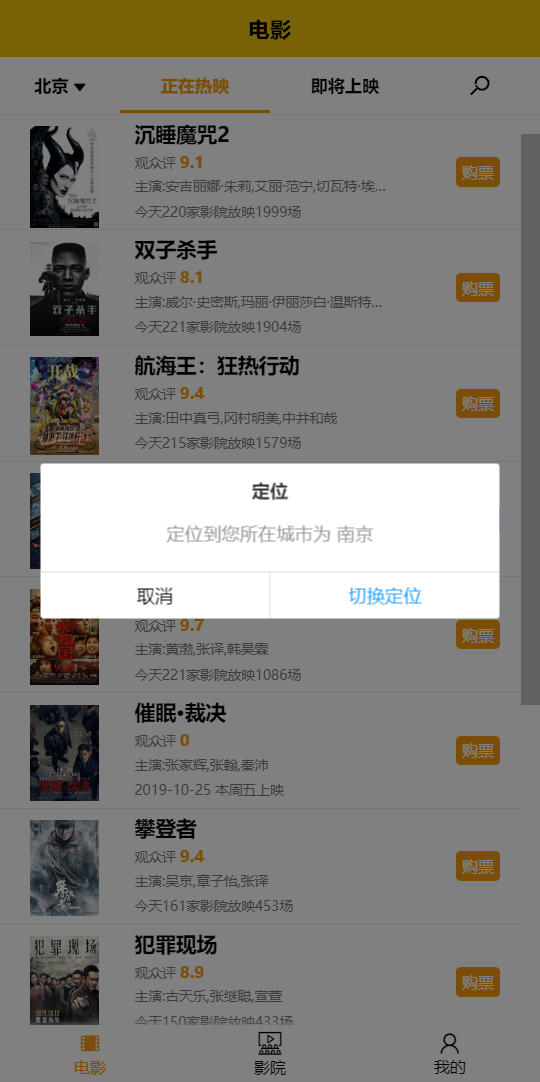 电影
北京
正在热映
即将上映
沉睡魔咒2
观众评 9.1
主演:安吉丽娜·朱莉,艾丽·范宁,切瓦特·埃...
今天220家影院放映1999场
购票
沉睡魔咒2
双子杀手
观众评 8.1
主演:威尔·史密斯,玛丽·伊丽莎白·温斯特...
今天221家影院放映1904场
购票
双子杀手
航海王：狂热行动
观众评 9.4
主演:田中真弓,冈村明美,中井和哉
今天215家影院放映1579场
购票
开战
定位
定位到您所在城市为 南京
取消
切换定位
观众评 9.7
主演:黄渤,张译,韩昊霖
今天221家影院放映1086场
购票
催眠·裁决
观众评 0
主演:张家辉,张翰,秦沛
2019-10-25 本周五上映
购票
攀登者
观众评 9.4
主演:吴京,章子怡,张译
今天161家影院放映453场
购票
犯罪现场
观众评 8.9
主演:古天乐,张继聪,宣萱
今天150家影院放映433场
购票
犯罪现场
电影
影院
我的